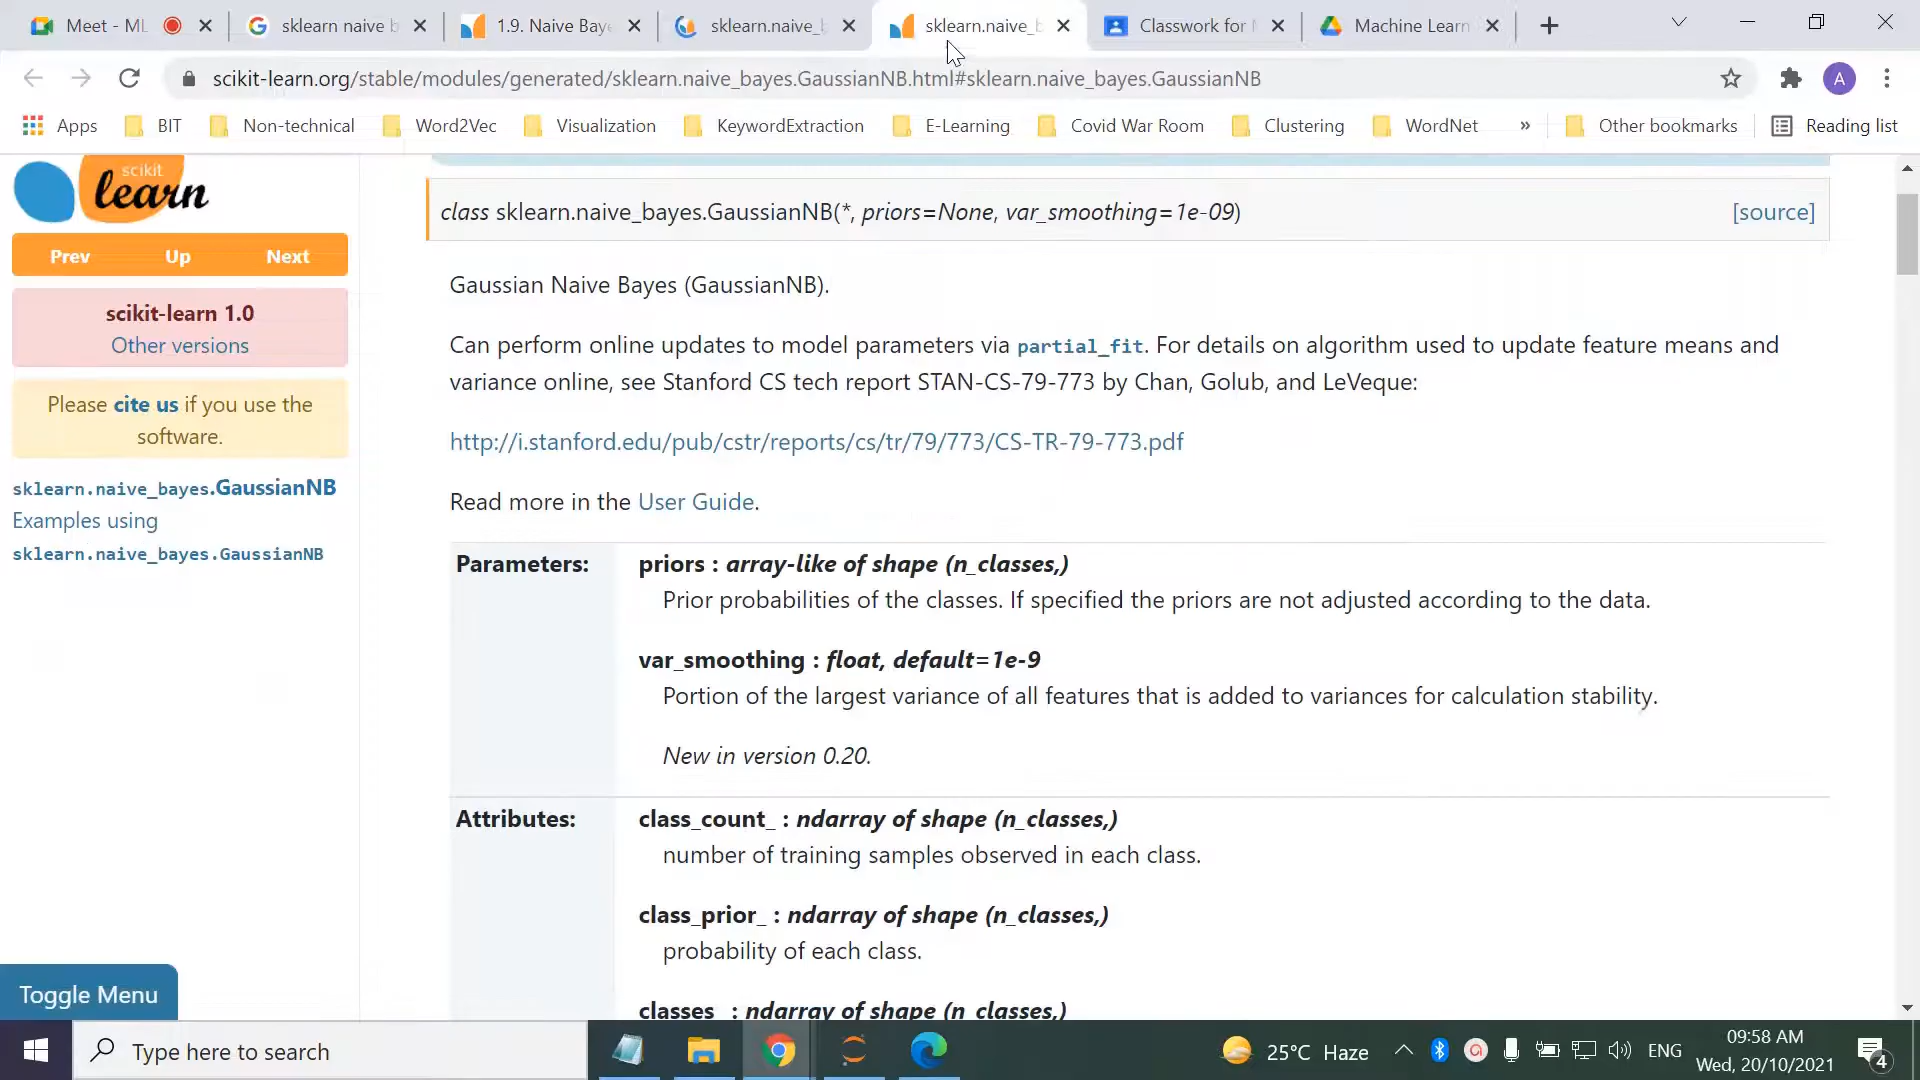 Meet - ML
sklearn naive b
1.9. Naive Baye
sklearn.naive_b
sklearn.naive_b
Classwork for
Machine Learn
scikit-learn.org/stable/modules/generated/sklearn.naive_bayes.GaussianNB.html#sklearn.naive_bayes.GaussianNB
A
Apps BIT Non-technical Word2Vec Visualization KeywordExtraction E-Learning Covid War Room Clustering WordNet » Other bookmarks Reading list
scikit
learn
Prev Up Next
scikit-learn 1.0
Other versions
Please cite us if you use the
software.
sklearn.naive_bayes.GaussianNB
Examples using
sklearn.naive_bayes.GaussianNB
Toggle Menu
class sklearn.naive_bayes.GaussianNB(*, priors=None, var_smoothing=1e-09) [source]
Gaussian Naive Bayes (GaussianNB).
Can perform online updates to model parameters via partial_fit. For details on algorithm used to update feature means and
variance online, see Stanford CS tech report STAN-CS-79-773 by Chan, Golub, and LeVeque:
http://i.stanford.edu/pub/cstr/reports/cs/tr/79/773/CS-TR-79-773.pdf
Read more in the User Guide.
Parameters: priors : array-like of shape (n_classes,)
Prior probabilities of the classes. If specified the priors are not adjusted according to the data.
var_smoothing : float, default=1e-9
Portion of the largest variance of all features that is added to variances for calculation stability.
New in version 0.20.
Attributes: class_count_ : ndarray of shape (n_classes,)
number of training samples observed in each class.
class_prior_ : ndarray of shape (n_classes,)
probability of each class.
classes_ : ndarray of shape (n_classes,)
Type here to search
25°C Haze
ENG
09:58 AM
Wed, 20/10/2021
4